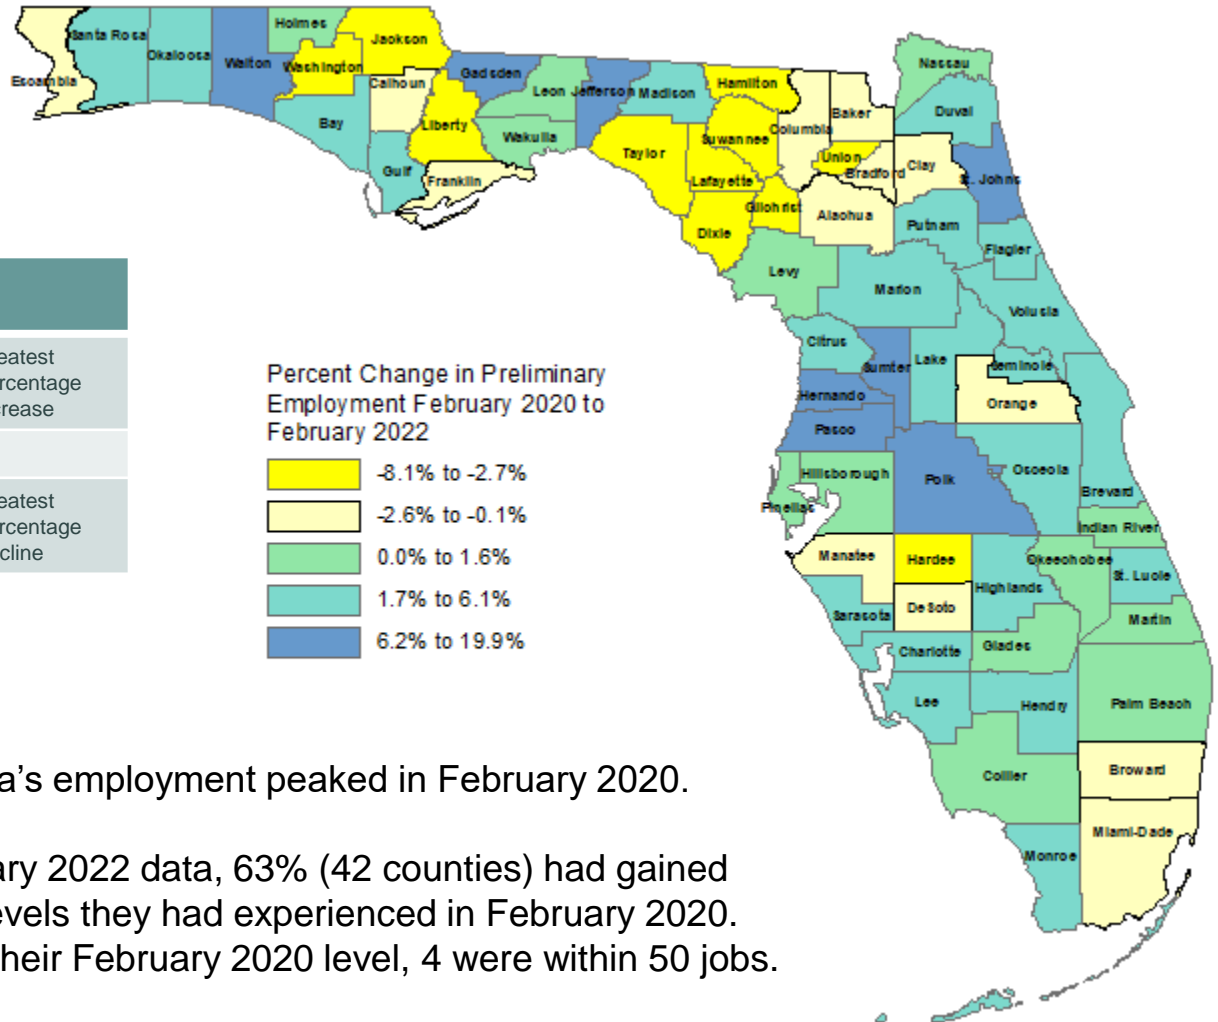 Holmes
Santa Rosa
Okaloosa
Walton
Washington
Jackson
Escambia
Calhoun
Gadsden
Leon
Jefferson
Madison
Hamilton
Nassau
Bay
Liberty
Wakulla
Taylor
Suwannee
Columbia
Baker
Duval
Gulf
Franklin
Lafayette
Union
Bradford
Clay
St. Johns
Dixie
Gilchrist
Alachua
Putnam
Flagler
Levy
Marion
Volusia
Citrus
Sumter
Lake
Seminole
Hernando
Orange
Pasco
Hillsborough
Polk
Osceola
Pinellas
Brevard
Indian River
Manatee
Hardee
Okeechobee
St. Lucie
Highlands
Sarasota
DeSoto
Martin
Charlotte
Glades
Lee
Hendry
Palm Beach
Collier
Broward
Miami-Dade
Monroe
eatest
rcentage
crease
eatest
rcentage
cline
Percent Change in Preliminary
Employment February 2020 to
February 2022
-8.1% to -2.7%
-2.6% to -0.1%
0.0% to 1.6%
1.7% to 6.1%
6.2% to 19.9%
a's employment peaked in February 2020.
ary 2022 data, 63% (42 counties) had gained
evels they had experienced in February 2020.
heir February 2020 level, 4 were within 50 jobs.